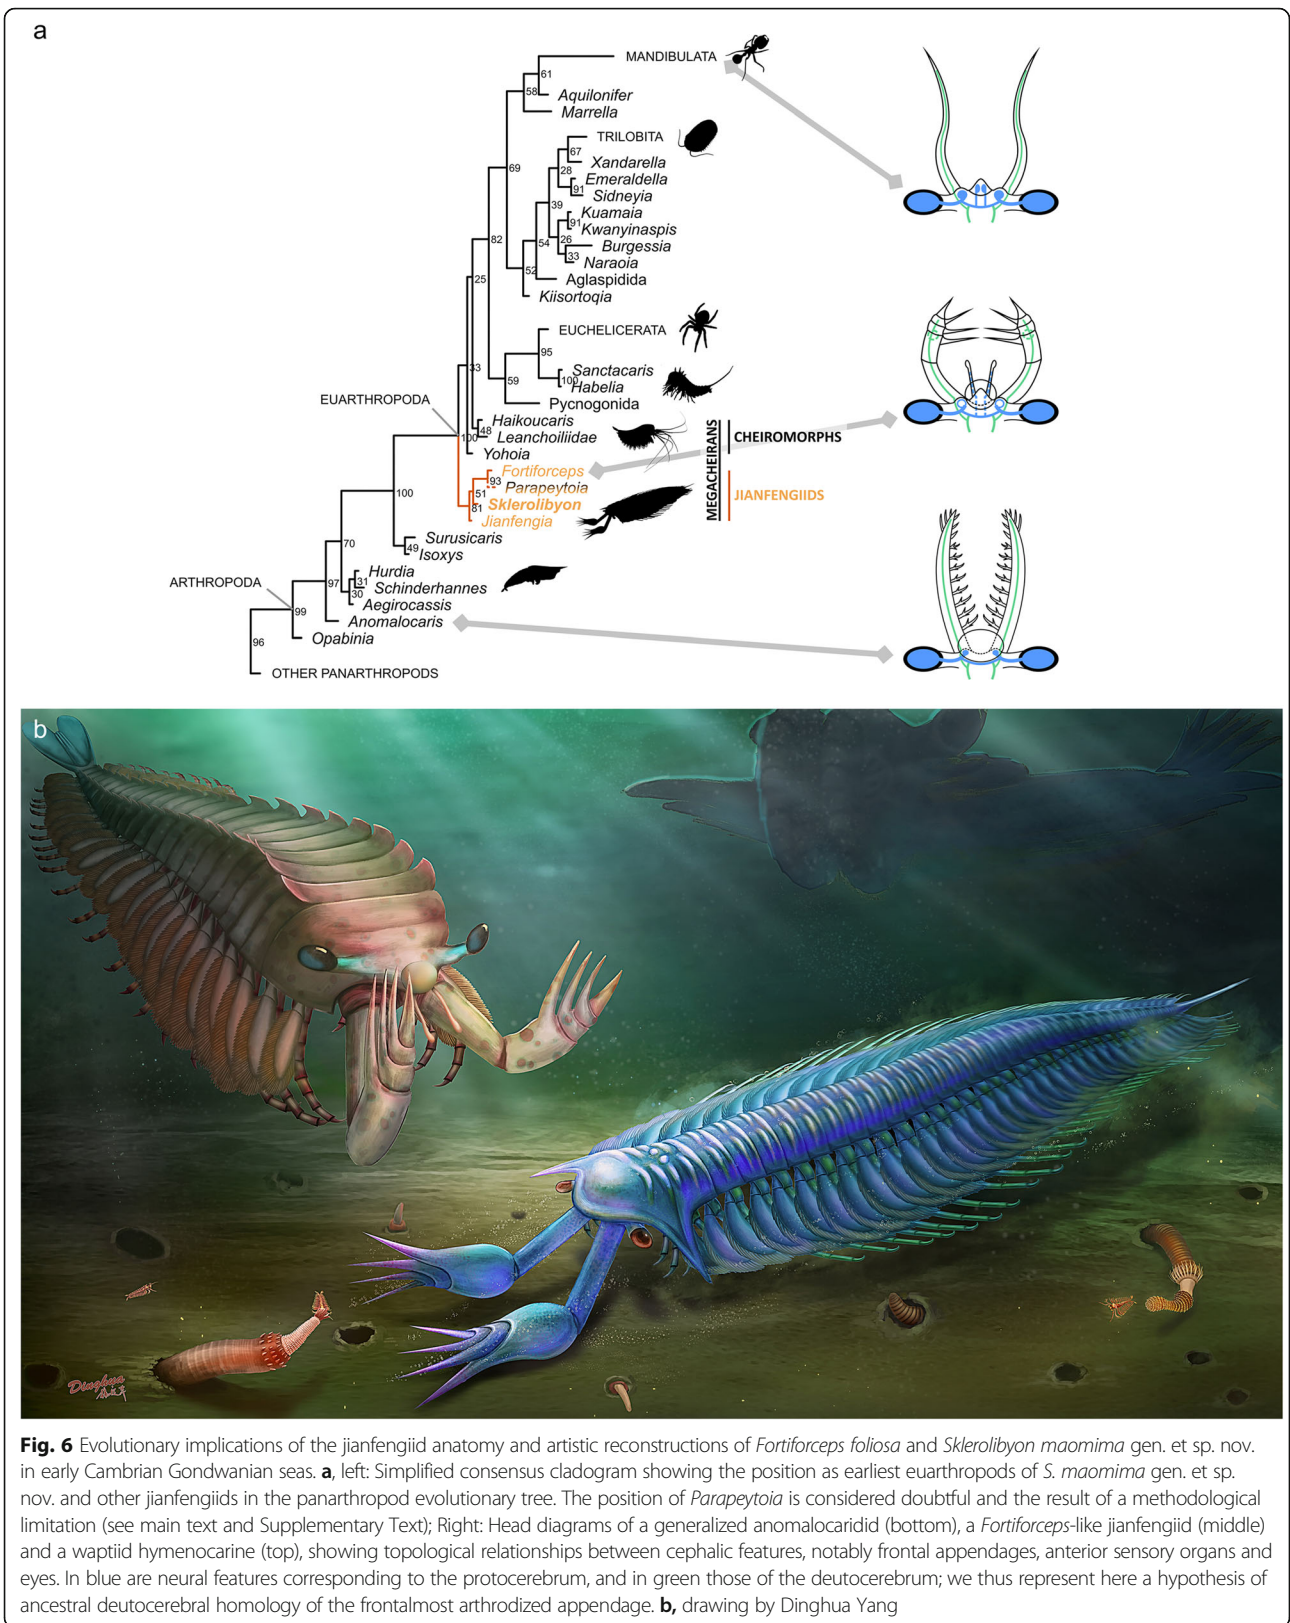 a
MANDIBULATA
61
58
Aquilonifer
Marrella
TRILOBITA
67
Xandarella
28
69
Emeraldella
91
Sidneyia
39
Kuamaia
91
Kwanyinaspis
82
54
26
Burgessia
33
Naraoia
52
25
Aglaspidida
Kiisortoqia
EUCHELICERATA
95
33
Sanctacaris
59
100
Habelia
EUARTHROPODA
Pycnogonida
Haikoucaris
48
100
Leanchoiliidae
CHEIROMORPHS
Yohoia
MEGACHEIRANS
Fortiforceps
93
Parapeytoia
100
51
JIANFENGIIDS
Sklerolibyon
81
Jianfengia
Surusicaris
70
49
Isoxys
Hurdia
ARTHROPODA
97
31
Schinderhannes
30
Aegirocassis
99
Anomalocaris
96
Opabinia
OTHER PANARTHROPODS
b
Dinghua
Fig. 6 Evolutionary implications of the jianfengiid anatomy and artistic reconstructions of Fortiforceps foliosa and Sklerolibyon maomima gen. et sp. nov.
in early Cambrian Gondwanian seas. a, left: Simplified consensus cladogram showing the position as earliest euarthropods of S. maomima gen. et sp.
nov. and other jianfengiids in the panarthropod evolutionary tree. The position of Parapeytoia is considered doubtful and the result of a methodological
limitation (see main text and Supplementary Text); Right: Head diagrams of a generalized anomalocaridid (bottom), a Fortiforceps-like jianfengiid (middle)
and a waptiid hymenocarine (top), showing topological relationships between cephalic features, notably frontal appendages, anterior sensory organs and
eyes. In blue are neural features corresponding to the protocerebrum, and in green those of the deutocerebrum; we thus represent here a hypothesis of
ancestral deutocerebral homology of the frontalmost arthrodized appendage. b, drawing by Dinghua Yang